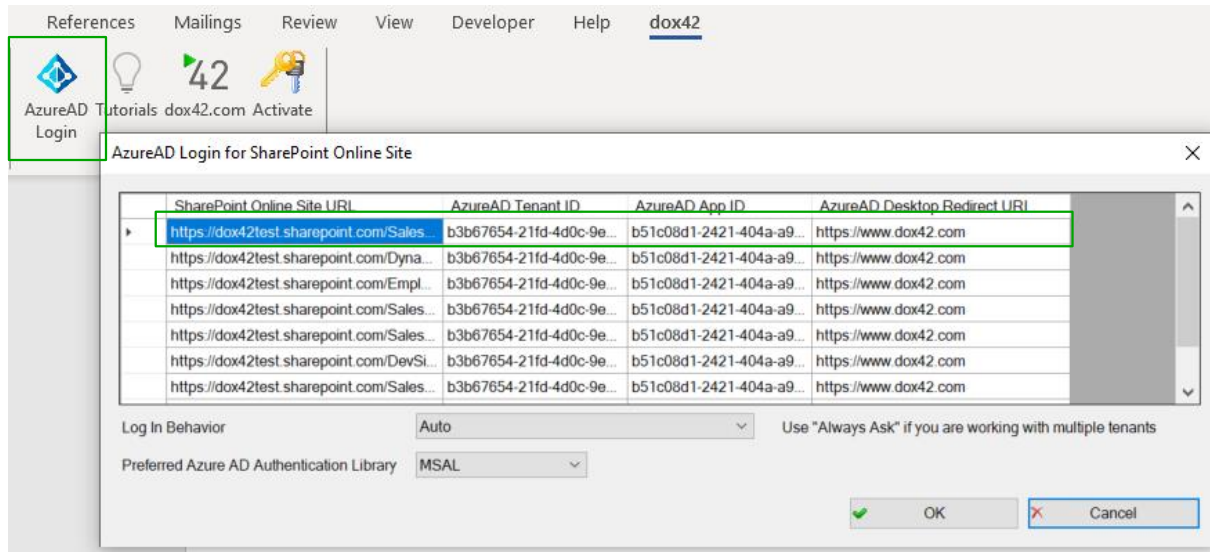 References Mailings Review View Developer Help dox42
42
AzureAD Tutorials dox42.com Activate
Login
AzureAD Login for SharePoint Online Site
SharePoint Online Site URL AzureAD Tenant ID AzureAD App ID AzureAD Desktop Redirect URI
https://dox42test.sharepoint.com/Sales... b3b67654-21fd-4d0c-9e... b51c08d1-2421-404a-a9... https://www.dox42.com
https://dox42test.sharepoint.com/Dyna... b3b67654-21fd-4d0c-9e... b51c08d1-2421-404a-a9... https://www.dox42.com
https://dox42test.sharepoint.com/Empl... b3b67654-21fd-4d0c-9e... b51c08d1-2421-404a-a9... https://www.dox42.com
https://dox42test.sharepoint.com/Sales... b3b67654-21fd-4d0c-9e... b51c08d1-2421-404a-a9... https://www.dox42.com
https://dox42test.sharepoint.com/Sales... b3b67654-21fd-4d0c-9e... b51c08d1-2421-404a-a9... https://www.dox42.com
https://dox42test.sharepoint.com/DevSi... b3b67654-21fd-4d0c-9e... b51c08d1-2421-404a-a9... https://www.dox42.com
https://dox42test.sharepoint.com/Sales... b3b67654-21fd-4d0c-9e... b51c08d1-2421-404a-a9... https://www.dox42.com
Log In Behavior Auto Use "Always Ask" if you are working with multiple tenants
Preferred Azure AD Authentication Library MSAL
OK Cancel